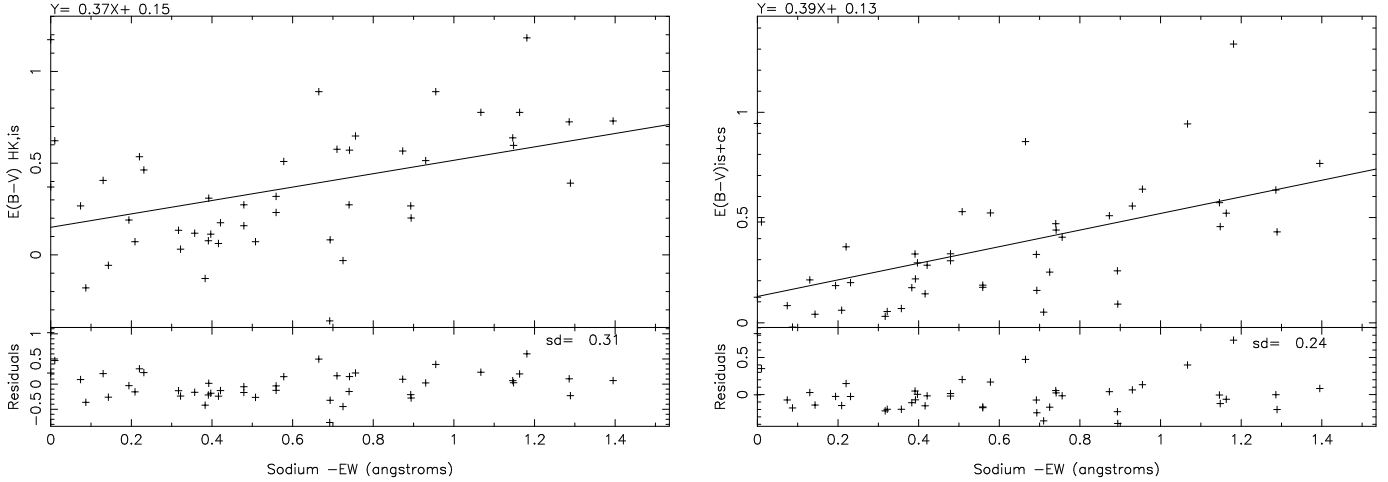 Y= 0.37X+ 0.15
E(B−V) HK,is
1
0.5
0
Residuals
1
0.5
0
−0.5
sd= 0.31
0 0.2 0.4 0.6 0.8 1 1.2 1.4
Sodium −EW (angstroms)
Y= 0.39X+ 0.13
E(B−V)is+cs
1
0.5
0
Residuals
0.5
0
sd= 0.24
0 0.2 0.4 0.6 0.8 1 1.2 1.4
Sodium −EW (angstroms)